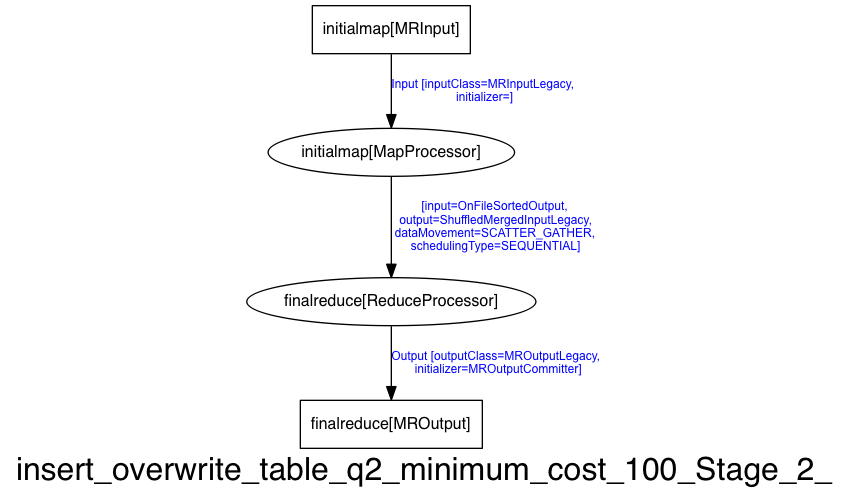 initialmap[MRInput]
Input [inputClass=MRInputLegacy,
initializer=]
initialmap[MapProcessor]
[input=OnFileSortedOutput,
output=ShuffledMergedInputLegacy,
dataMovement=SCATTER_GATHER,
schedulingType=SEQUENTIAL]
finalreduce[ReduceProcessor]
Output [outputClass=MROutputLegacy,
initializer=MROutputCommitter]
finalreduce[MROutput]
insert_overwrite_table_q2_minimum_cost_100_Stage_2_